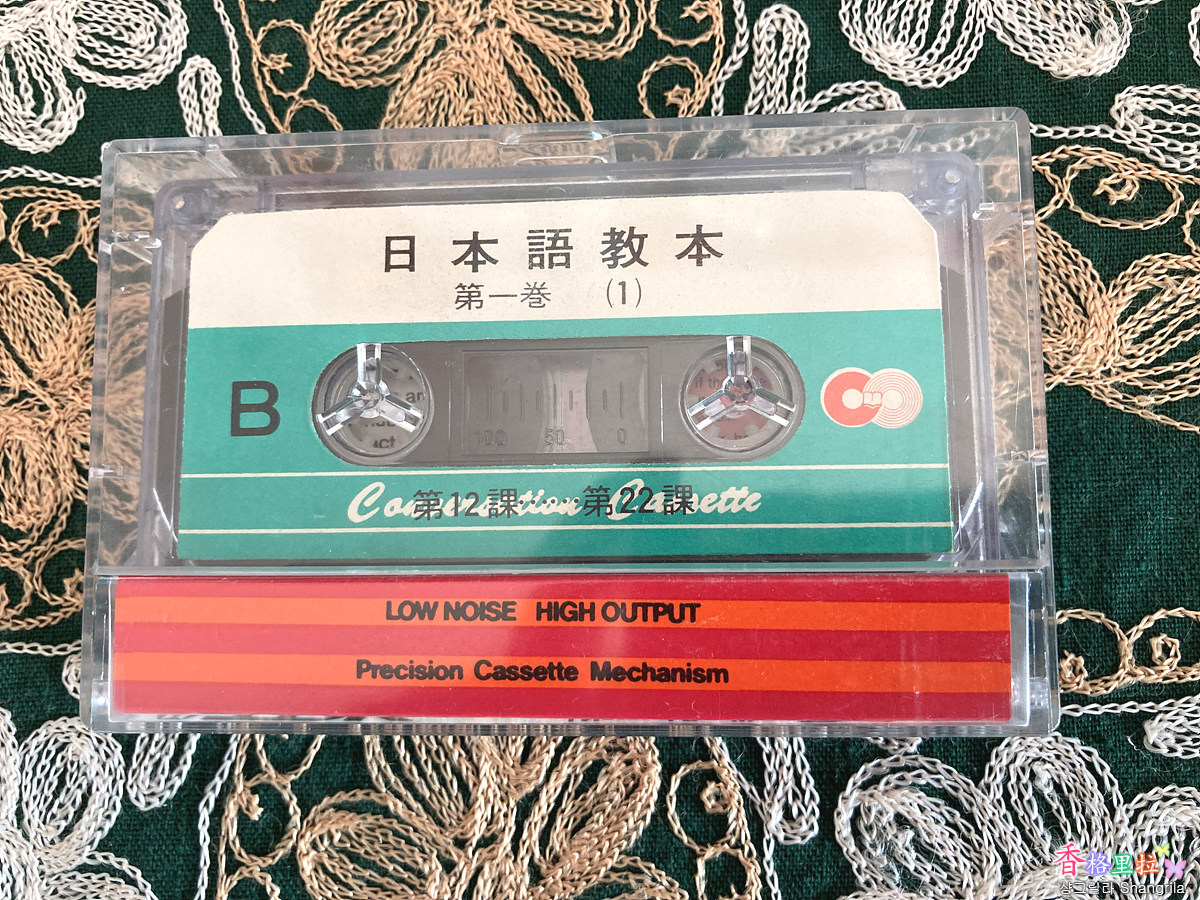 日本語教本
第一巻 (1)
B
100 50 0
Conversation Cassette
第12課……第22課
LOW NOISE HIGH OUTPUT
Precision Cassette Mechanism
香格里拉
샹그릴라 Shangrila